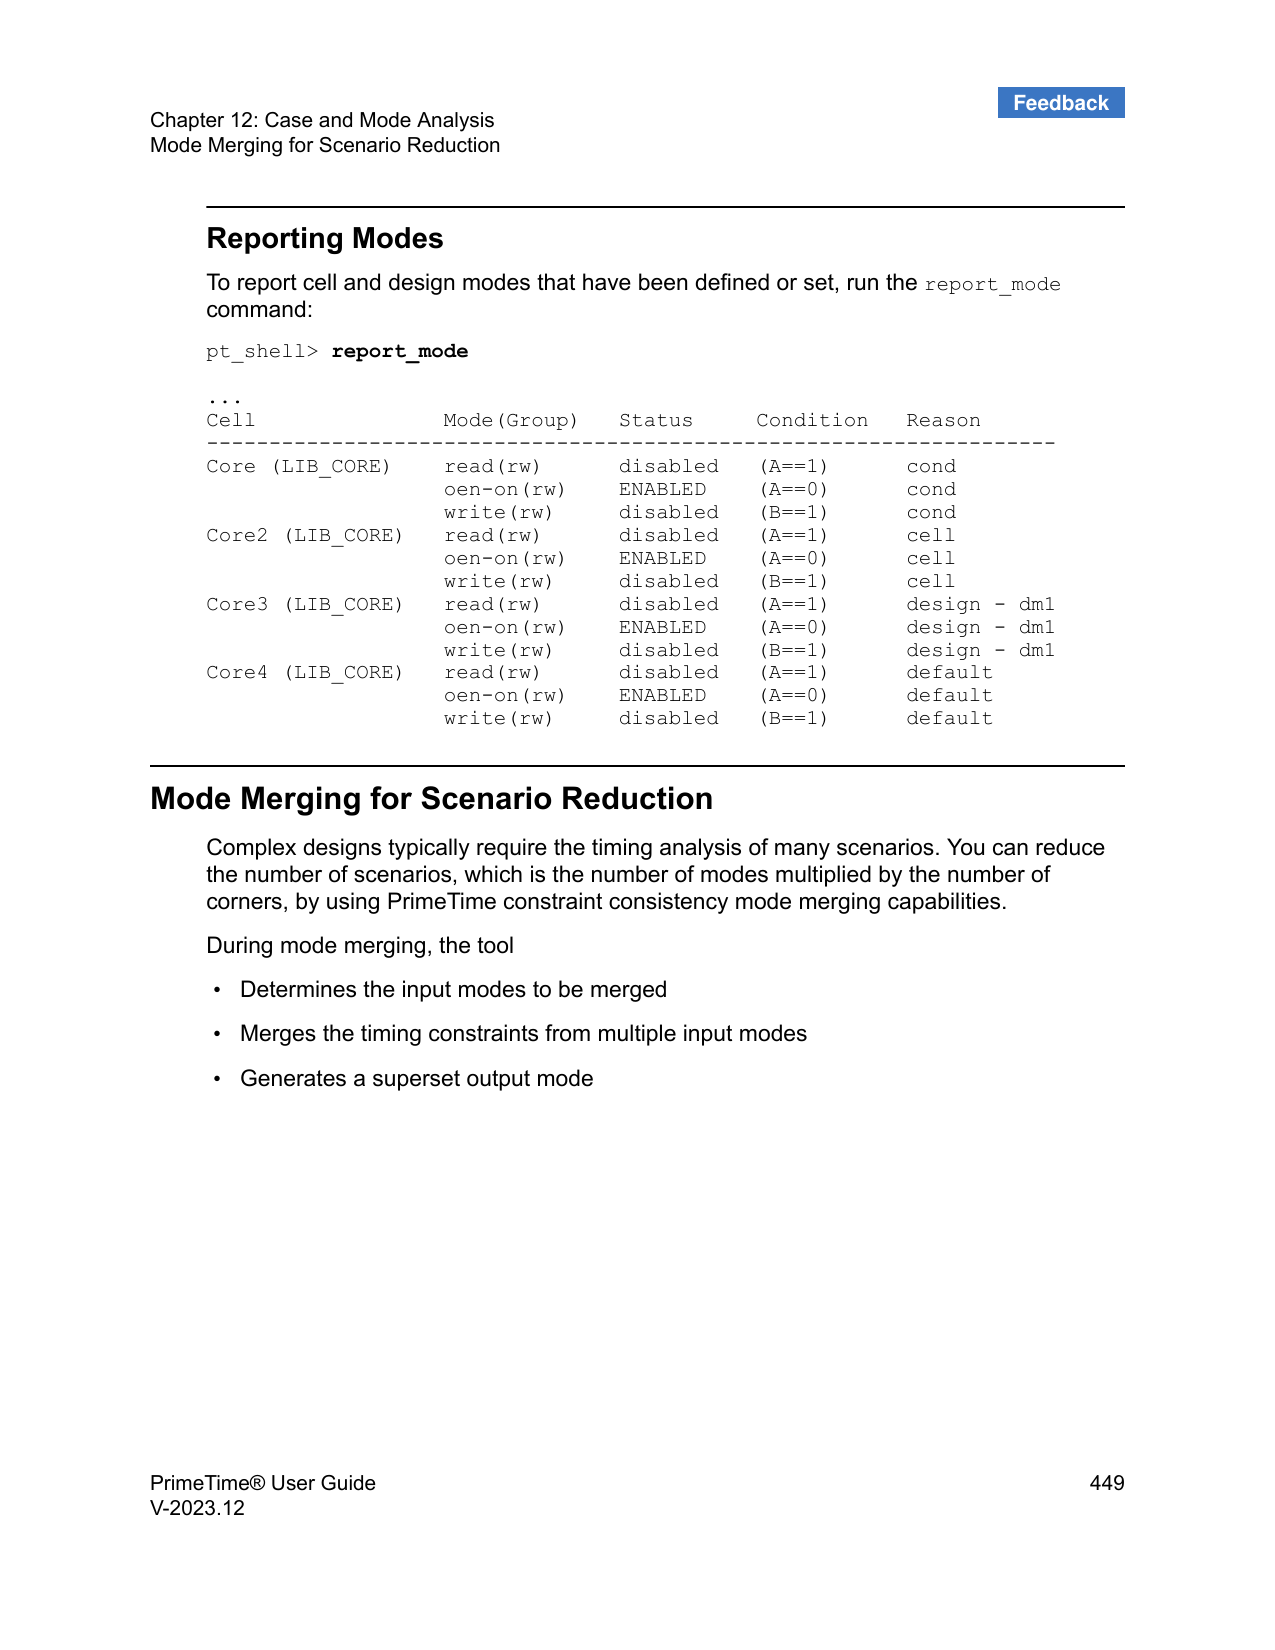 Feedback
Chapter 12: Case and Mode Analysis
Mode Merging for Scenario Reduction
Reporting Modes
To report cell and design modes that have been defined or set, run the report_mode
command:
pt_shell> report_mode
...
Cell Mode(Group) Status Condition Reason
--------------------------------------------------------------------
Core (LIB_CORE) read(rw) disabled (A==1) cond
oen-on(rw) ENABLED (A==0) cond
write(rw) disabled (B==1) cond
Core2 (LIB_CORE) read(rw) disabled (A==1) cell
oen-on(rw) ENABLED (A==0) cell
write(rw) disabled (B==1) cell
Core3 (LIB_CORE) read(rw) disabled (A==1) design - dm1
oen-on(rw) ENABLED (A==0) design - dm1
write(rw) disabled (B==1) design - dm1
Core4 (LIB_CORE) read(rw) disabled (A==1) default
oen-on(rw) ENABLED (A==0) default
write(rw) disabled (B==1) default
Mode Merging for Scenario Reduction
Complex designs typically require the timing analysis of many scenarios. You can reduce
the number of scenarios, which is the number of modes multiplied by the number of
corners, by using PrimeTime constraint consistency mode merging capabilities.
During mode merging, the tool
• Determines the input modes to be merged
• Merges the timing constraints from multiple input modes
• Generates a superset output mode
PrimeTime® User Guide 449
V-2023.12